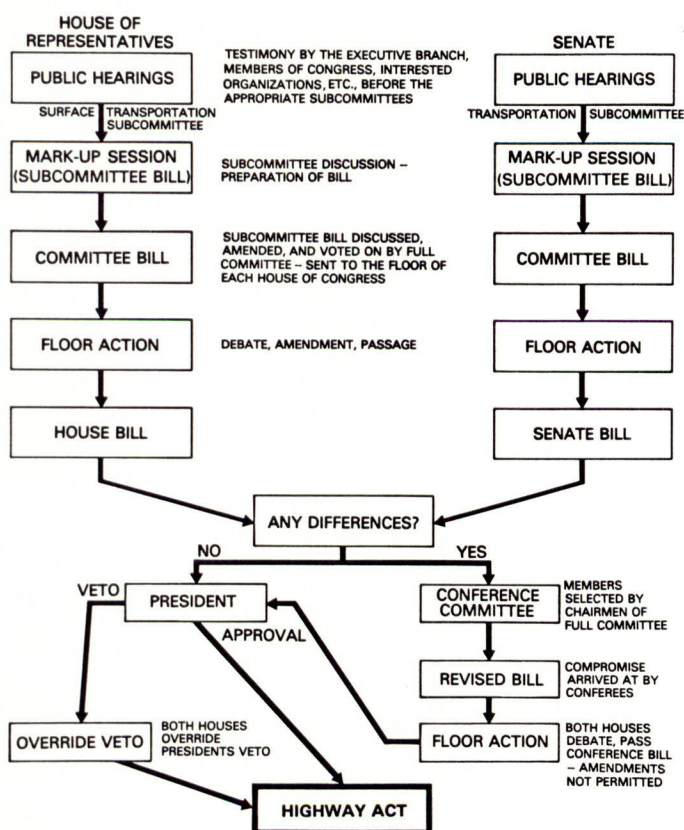 HOUSE OF
REPRESENTATIVES
PUBLIC HEARINGS
TESTIMONY BY THE EXECUTIVE BRANCH,
MEMBERS OF CONGRESS, INTERESTED
ORGANIZATIONS, ETC., BEFORE THE
APPROPRIATE SUBCOMMITTEES
SENATE
PUBLIC HEARINGS
SURFACE TRANSPORTATION
SUBCOMMITTEE
TRANSPORTATION SUBCOMMITTEE
MARK-UP SESSION
(SUBCOMMITTEE BILL)
SUBCOMMITTEE DISCUSSION –
PREPARATION OF BILL
MARK-UP SESSION
(SUBCOMMITTEE BILL)
COMMITTEE BILL
SUBCOMMITTEE BILL DISCUSSED,
AMENDED, AND VOTED ON BY FULL
COMMITTEE – SENT TO THE FLOOR OF
EACH HOUSE OF CONGRESS
COMMITTEE BILL
FLOOR ACTION
DEBATE, AMENDMENT, PASSAGE
FLOOR ACTION
HOUSE BILL
SENATE BILL
ANY DIFFERENCES?
NO
YES
VETO
PRESIDENT
APPROVAL
CONFERENCE
COMMITTEE
MEMBERS
SELECTED BY
CHAIRMEN OF
FULL COMMITTEE
REVISED BILL
COMPROMISE
ARRIVED AT BY
CONFEREES
OVERRIDE VETO
BOTH HOUSES
OVERRIDE
PRESIDENTS VETO
FLOOR ACTION
BOTH HOUSES
DEBATE, PASS
CONFERENCE BILL
– AMENDMENTS
NOT PERMITTED
HIGHWAY ACT